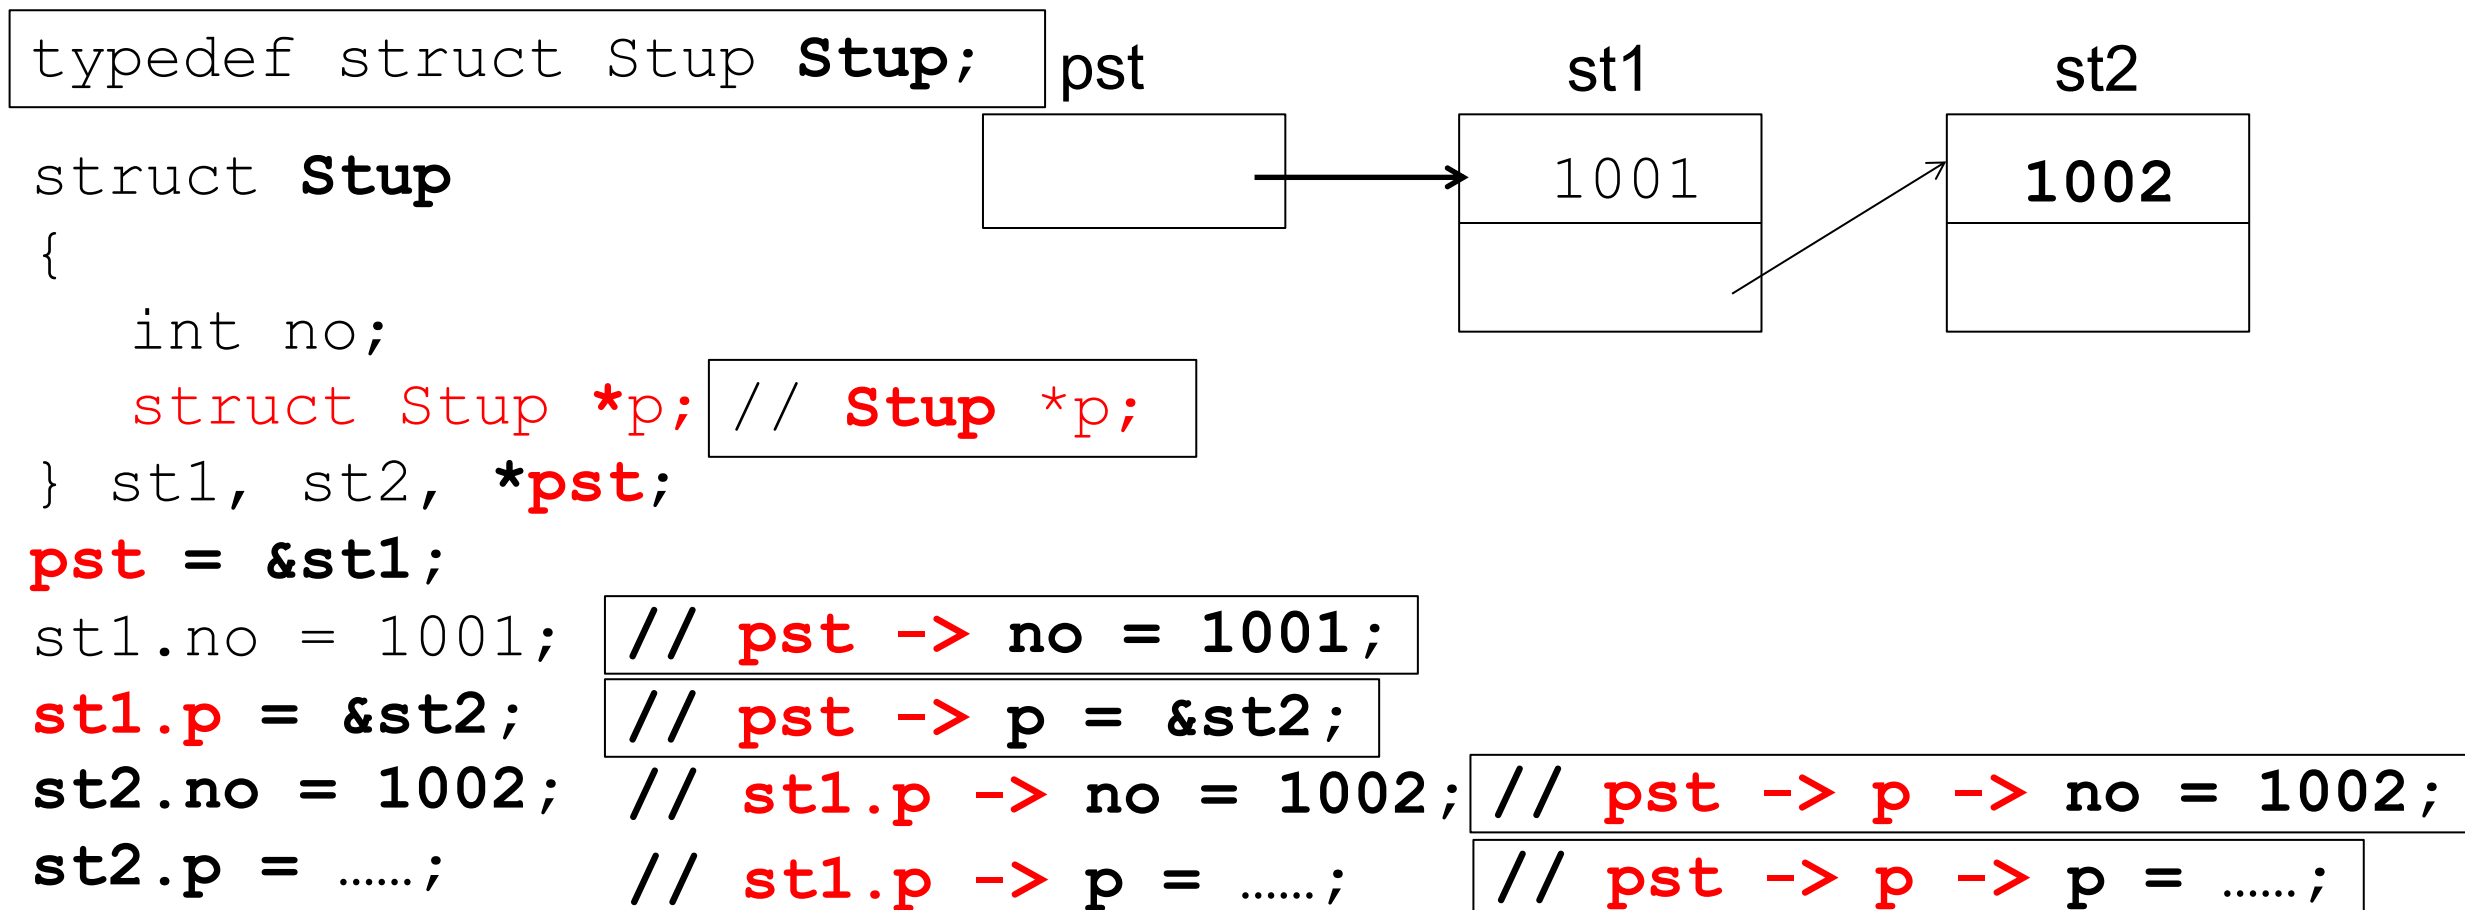 typedef struct Stup Stup;
pst st1 st2
struct Stup
1001 1002
{
int no;
struct Stup *p; // Stup *p;
} st1, st2, *pst;
pst = &st1;
st1.no = 1001; // pst -> no = 1001;
st1.p = &st2; // pst -> p = &st2;
st2.no = 1002; // st1.p -> no = 1002; // pst -> p -> no = 1002;
st2.p = ……; // st1.p -> p = ……; // pst -> p -> p = ……;